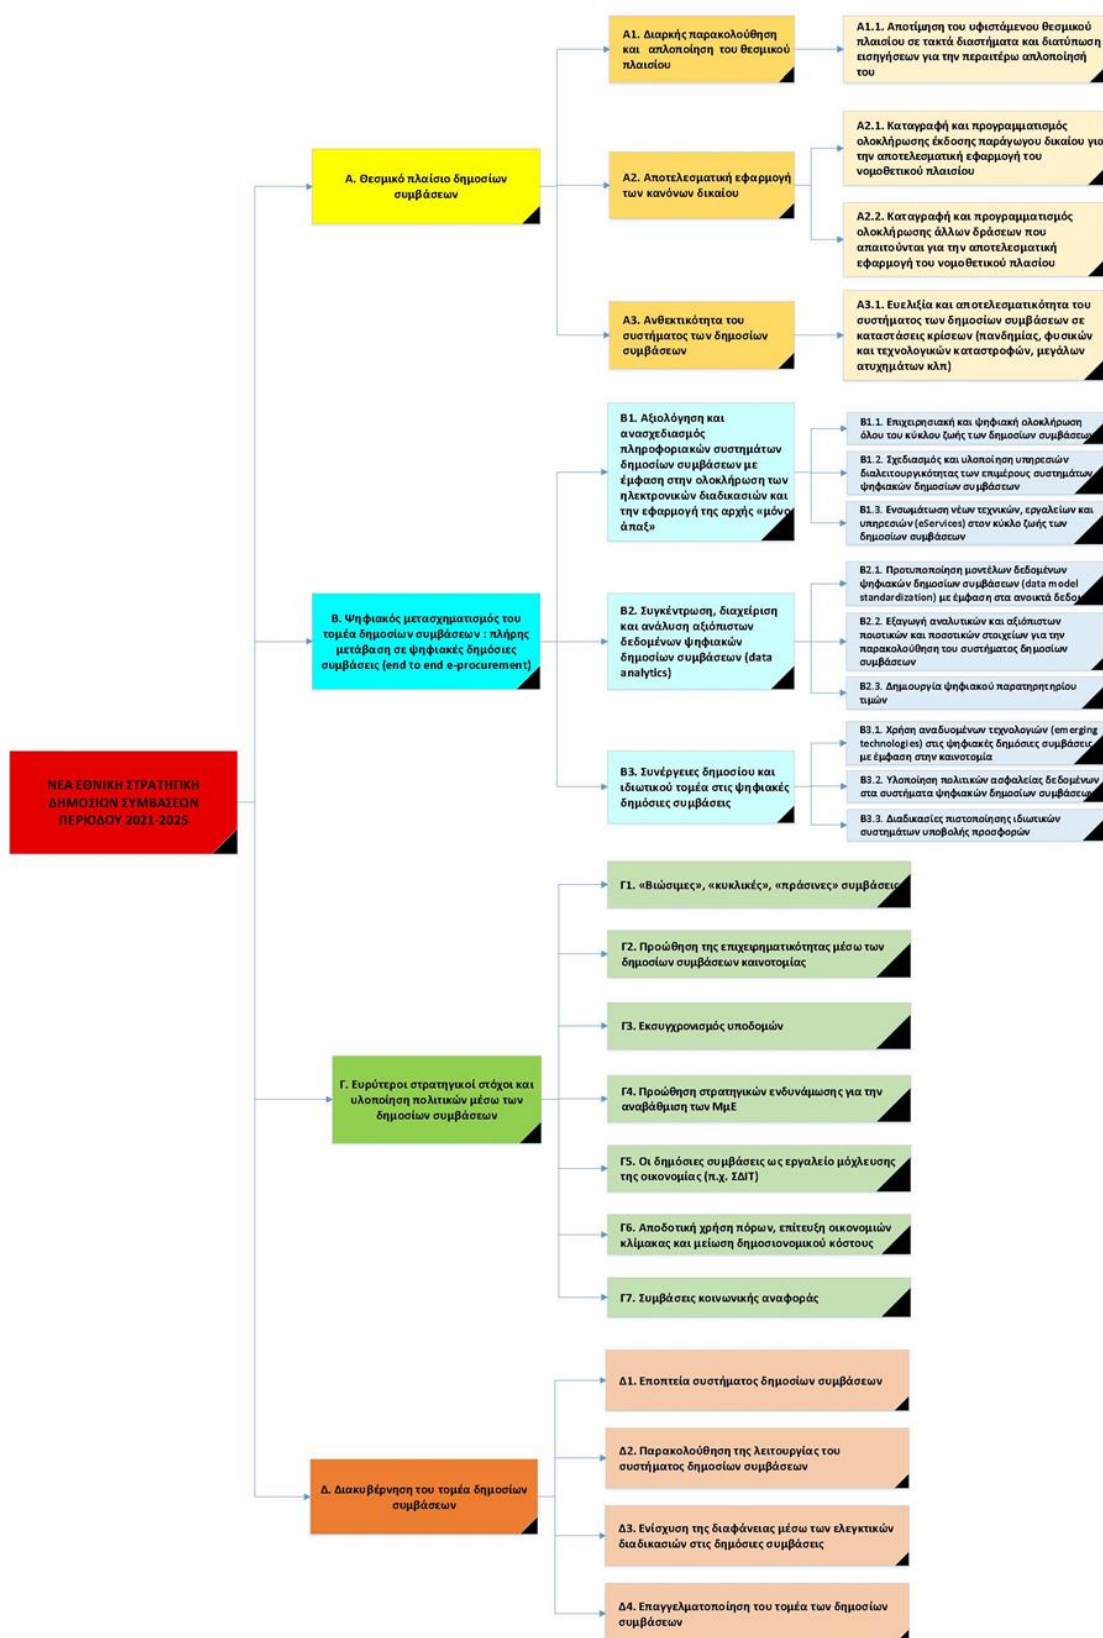 ΝΕΑ ΕΘΝΙΚΗ ΣΤΡΑΤΗΓΙΚΗ
ΔΗΜΟΣΙΩΝ ΣΥΜΒΑΣΕΩΝ
ΠΕΡΙΟΔΟΥ 2021-2025
Α. Θεσμικό πλαίσιο δημοσίων
συμβάσεων
Α1. Διαρκής παρακολούθηση
και απλοποίηση του θεσμικού
πλαισίου
Α1.1. Αποτίμηση του υφιστάμενου θεσμικού
πλαισίου σε τακτά διαστήματα και διατύπωση
εισηγήσεων για την περαιτέρω απλοποίησή
του
Α2. Αποτελεσματική εφαρμογή
των κανόνων δικαίου
Α2.1. Καταγραφή και προγραμματισμός
ολοκλήρωσης έκδοσης παράγωγου δικαίου για
την αποτελεσματική εφαρμογή του
νομοθετικού πλαισίου
Α2.2. Καταγραφή και προγραμματισμός
ολοκλήρωσης άλλων δράσεων που
απαιτούνται για την αποτελεσματική
εφαρμογή του νομοθετικού πλασίου
Α3. Ανθεκτικότητα του
συστήματος των δημοσίων
συμβάσεων
Α3.1. Ευελιξία και αποτελεσματικότητα του
συστήματος των δημοσίων συμβάσεων σε
καταστάσεις κρίσεων (πανδημίας, φυσικών
και τεχνολογικών καταστροφών, μεγάλων
ατυχημάτων κλπ)
Β. Ψηφιακός μετασχηματισμός του
τομέα δημοσίων συμβάσεων : πλήρης
μετάβαση σε ψηφιακές δημόσιες
συμβάσεις (end to end e-procurement)
Β1. Αξιολόγηση και
ανασχεδιασμός
πληροφοριακών συστημάτων
δημοσίων συμβάσεων με
έμφαση στην ολοκλήρωση των
ηλεκτρονικών διαδικασιών και
την εφαρμογή της αρχής «μόνο
άπαξ»
Β1.1. Επιχειρησιακή και ψηφιακή ολοκλήρωση
όλου του κύκλου ζωής των δημοσίων συμβάσεων
Β1.2. Σχεδιασμός και υλοποίηση υπηρεσιών
διαλειτουργικότητας των επιμέρους συστημάτων
ψηφιακών δημοσίων συμβάσεων
Β1.3. Ενσωμάτωση νέων τεχνικών, εργαλείων και
υπηρεσιών (eServices) στον κύκλο ζωής των
δημοσίων συμβάσεων
Β2. Συγκέντρωση, διαχείριση
και ανάλυση αξιόπιστων
δεδομένων ψηφιακών
δημοσίων συμβάσεων (data
analytics)
Β2.1. Προτυποποίηση μοντέλων δεδομένων
ψηφιακών δημοσίων συμβάσεων (data model
standardization) με έμφαση στα ανοικτά
Β2.2. Εξαγωγή αναλυτικών και αξιόπιστων
ποιοτικών και ποσοτικών στοιχείων για την
παρακολούθηση του συστήματος δημοσίων
συμβάσεων
Β2.3. Δημιουργία ψηφιακού παρατηρητηρίου
τιμών
Β3. Συνέργειες δημοσίου και
ιδιωτικού τομέα στις ψηφιακές
δημόσιες συμβάσεις
Β3.1. Χρήση αναδυομένων τεχνολογιών (emerging
technologies) στις ψηφιακές δημόσιες συμβάσεις
με έμφαση στην καινοτομία
Β3.2. Υλοποίηση πολιτικών ασφαλείας δεδομένων
στα συστήματα ψηφιακών δημοσίων συμβάσεων
Β3.3. Διαδικασίες πιστοποίησης ιδιωτικών
συστημάτων υποβολής προσφορών
Γ. Ευρύτεροι στρατηγικοί στόχοι και
υλοποίηση πολιτικών μέσω των
δημοσίων συμβάσεων
Γ1. «Βιώσιμες», «κυκλικές», «πράσινες» συμβάσεις
Γ2. Προώθηση της επιχειρηματικότητας μέσω των
δημοσίων συμβάσεων καινοτομίας
Γ3. Εκσυγχρονισμός υποδομών
Γ4. Προώθηση στρατηγικών ενδυνάμωσης για την
αναβάθμιση των ΜμΕ
Γ5. Οι δημόσιες συμβάσεις ως εργαλείο μόχλευσης
της οικονομίας (π.χ. ΣΔΙΤ)
Γ6. Αποδοτική χρήση πόρων, επίτευξη οικονομιών
κλίμακας και μείωση δημοσιονομικού κόστους
Γ7. Συμβάσεις κοινωνικής αναφοράς
Δ. Διακυβέρνηση του τομέα δημοσίων
συμβάσεων
Δ1. Εποπτεία συστήματος δημοσίων συμβάσεων
Δ2. Παρακολούθηση της λειτουργίας του
συστήματος δημοσίων συμβάσεων
Δ3. Ενίσχυση της διαφάνειας μέσω των ελεγκτικών
διαδικασιών στις δημόσιες συμβάσεις
Δ4. Επαγγελματοποίηση του τομέα των δημοσίων
συμβάσεων